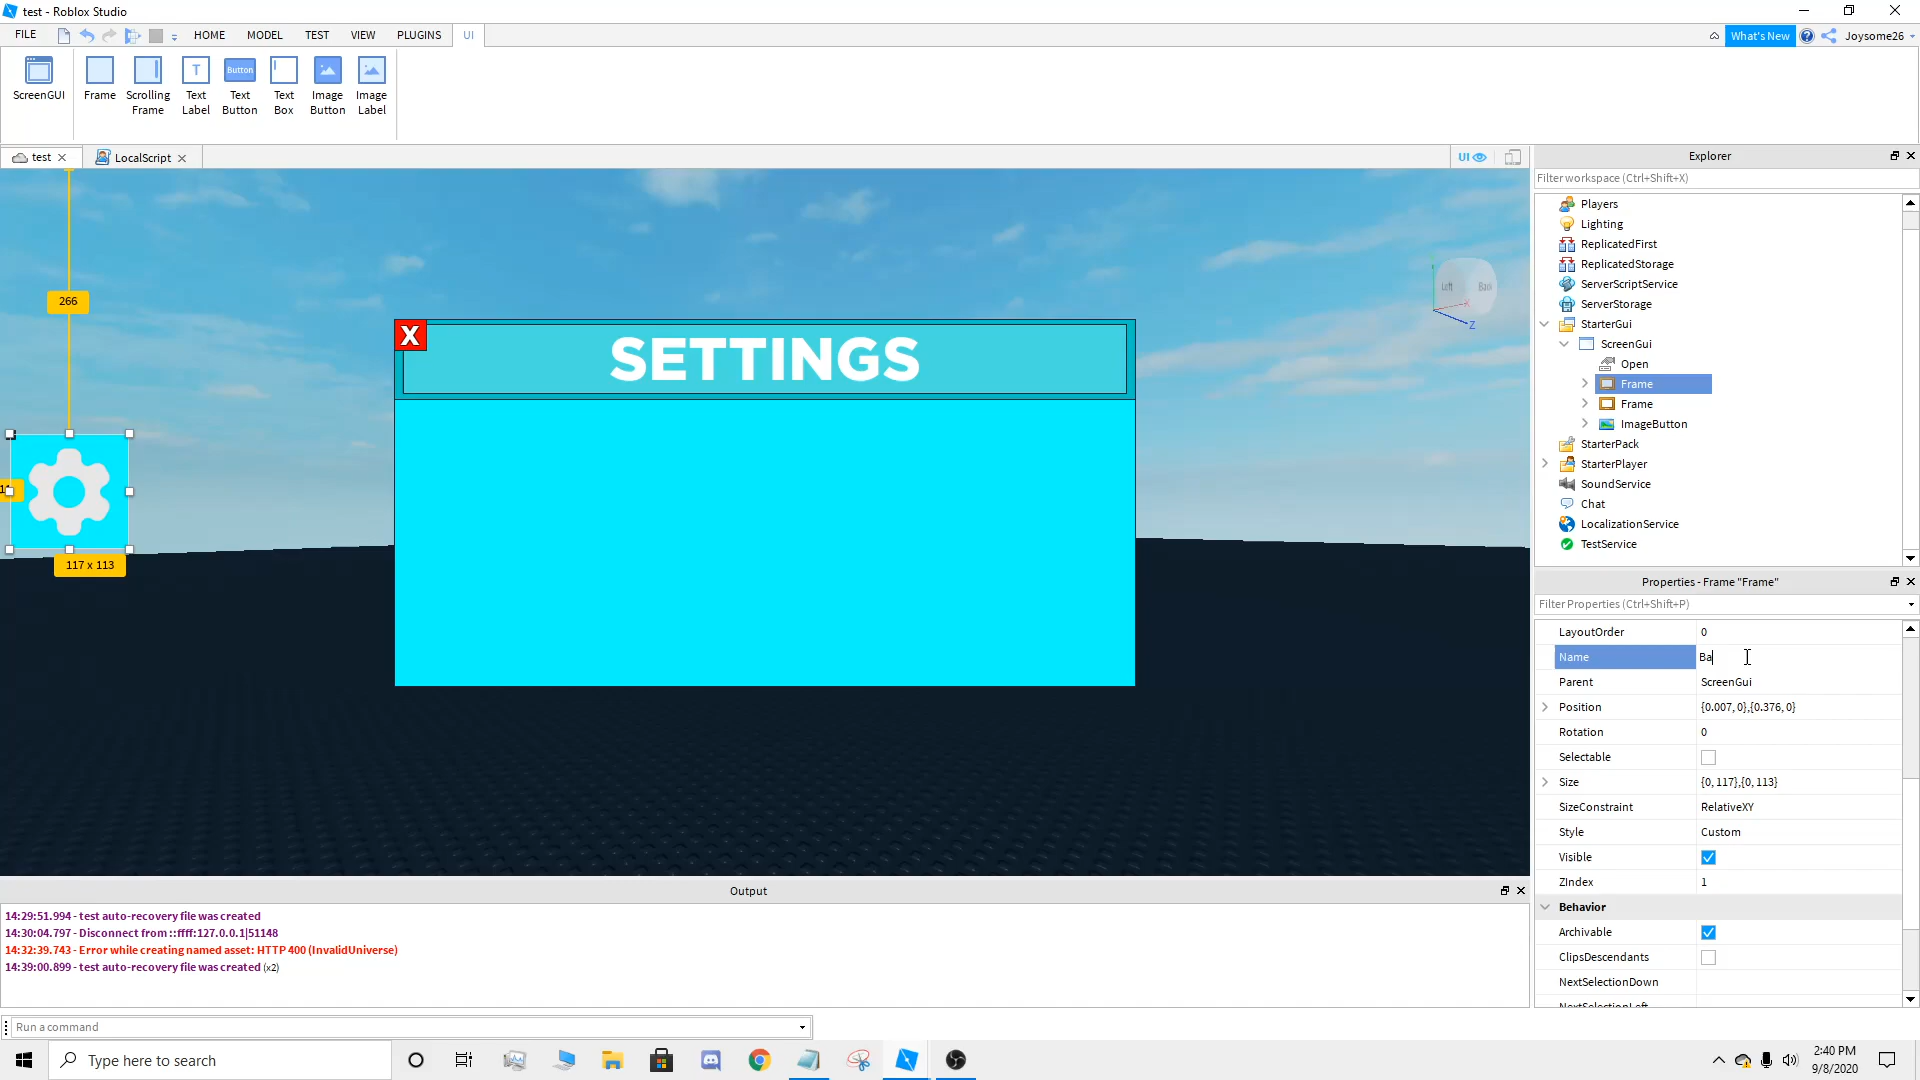 test - Roblox Studio
FILE HOME MODEL TEST VIEW PLUGINS UI What's New Joysome26
ScreenGUI Frame Scrolling Frame Text Label Button Text Button Text Box Image Button Image Label
test LocalScript UI
Explorer
Filter workspace (Ctrl+Shift+X)
Players
Lighting
ReplicatedFirst
ReplicatedStorage
ServerScriptService
ServerStorage
StarterGui
ScreenGui
Open
Frame
Frame
ImageButton
StarterPack
StarterPlayer
SoundService
Chat
LocalizationService
TestService
266
X SETTINGS
Left Back
X
Z
117 x 113
Properties - Frame "Frame"
Filter Properties (Ctrl+Shift+P)
LayoutOrder 0
Name Ba
Parent ScreenGui
Position {0.007, 0},{0.376, 0}
Rotation 0
Selectable
Size {0, 117},{0, 113}
SizeConstraint RelativeXY
Style Custom
Visible
ZIndex 1
Behavior
Archivable
ClipsDescendants
NextSelectionDown
NextSelectionLeft
Output
14:29:51.994 - test auto-recovery file was created
14:30:04.797 - Disconnect from ::ffff:127.0.0.1|51148
14:32:39.743 - Error while creating named asset: HTTP 400 (InvalidUniverse)
14:39:00.899 - test auto-recovery file was created (x2)
Run a command
Type here to search
2:40 PM
9/8/2020